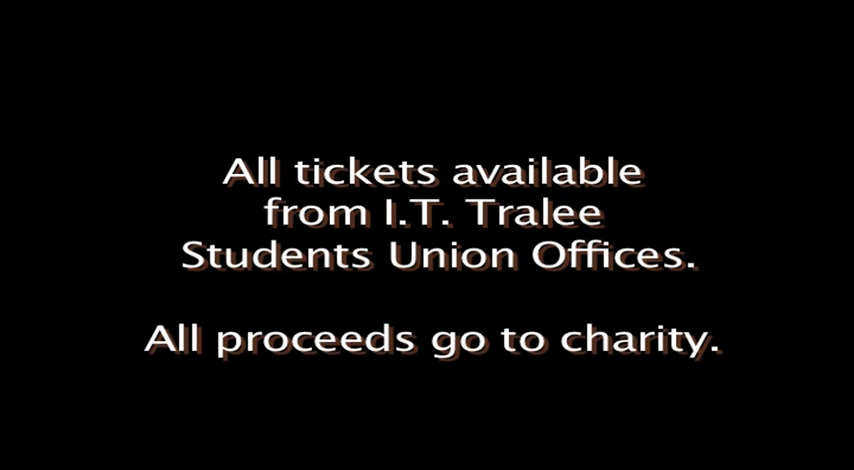 All tickets available
from I.T. Tralee
Students Union Offices.
All proceeds go to charity.